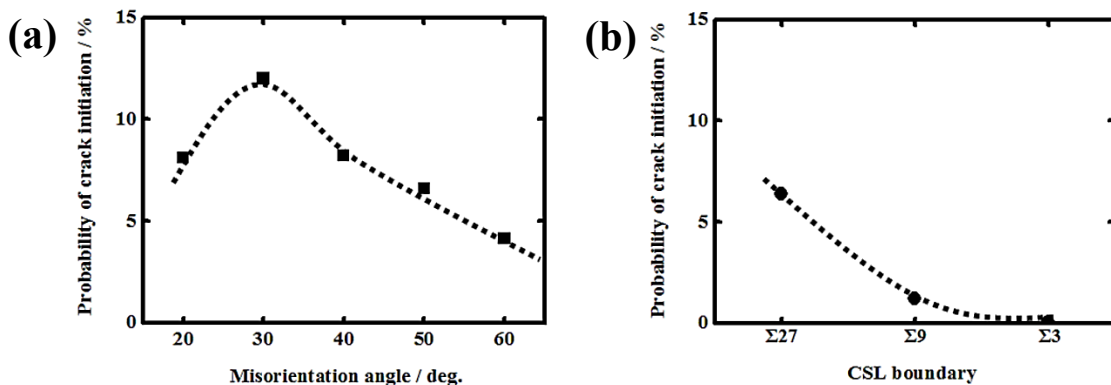 (a)
Probability of crack initiation / %
15
10
5
0
20 30 40 50 60
Misorientation angle / deg.
(b)
Probability of crack initiation / %
15
10
5
0
Σ27 Σ9 Σ3
CSL boundary